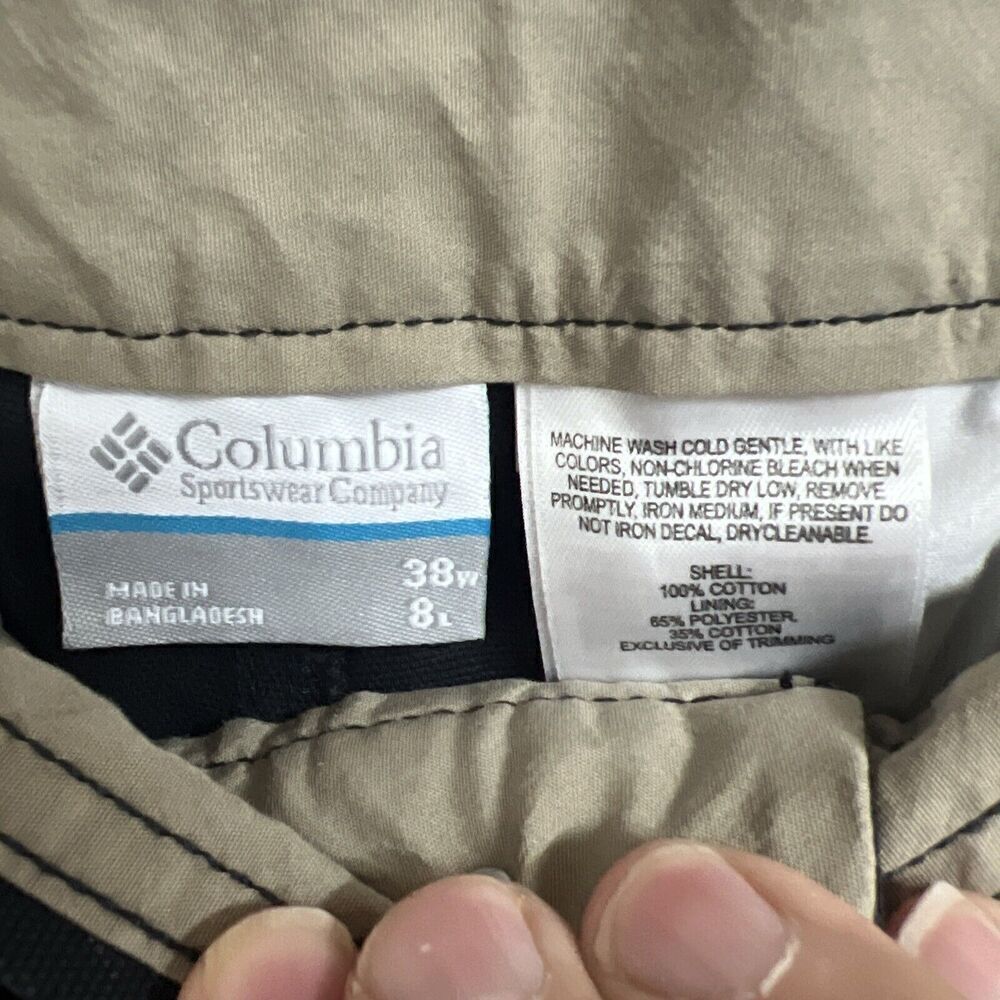 Columbia
Sportswear Company
38W
MADE IN
BANGLADESH
8L
MACHINE WASH COLD GENTLE, WITH LIKE
COLORS, NON-CHLORINE BLEACH WHEN
NEEDED, TUMBLE DRY LOW, REMOVE
PROMPTLY, IRON MEDIUM, IF PRESENT DO
NOT IRON DECAL, DRYCLEANABLE.
SHELL:
100% COTTON
LINING:
65% POLYESTER,
35% COTTON
EXCLUSIVE OF TRIMMING